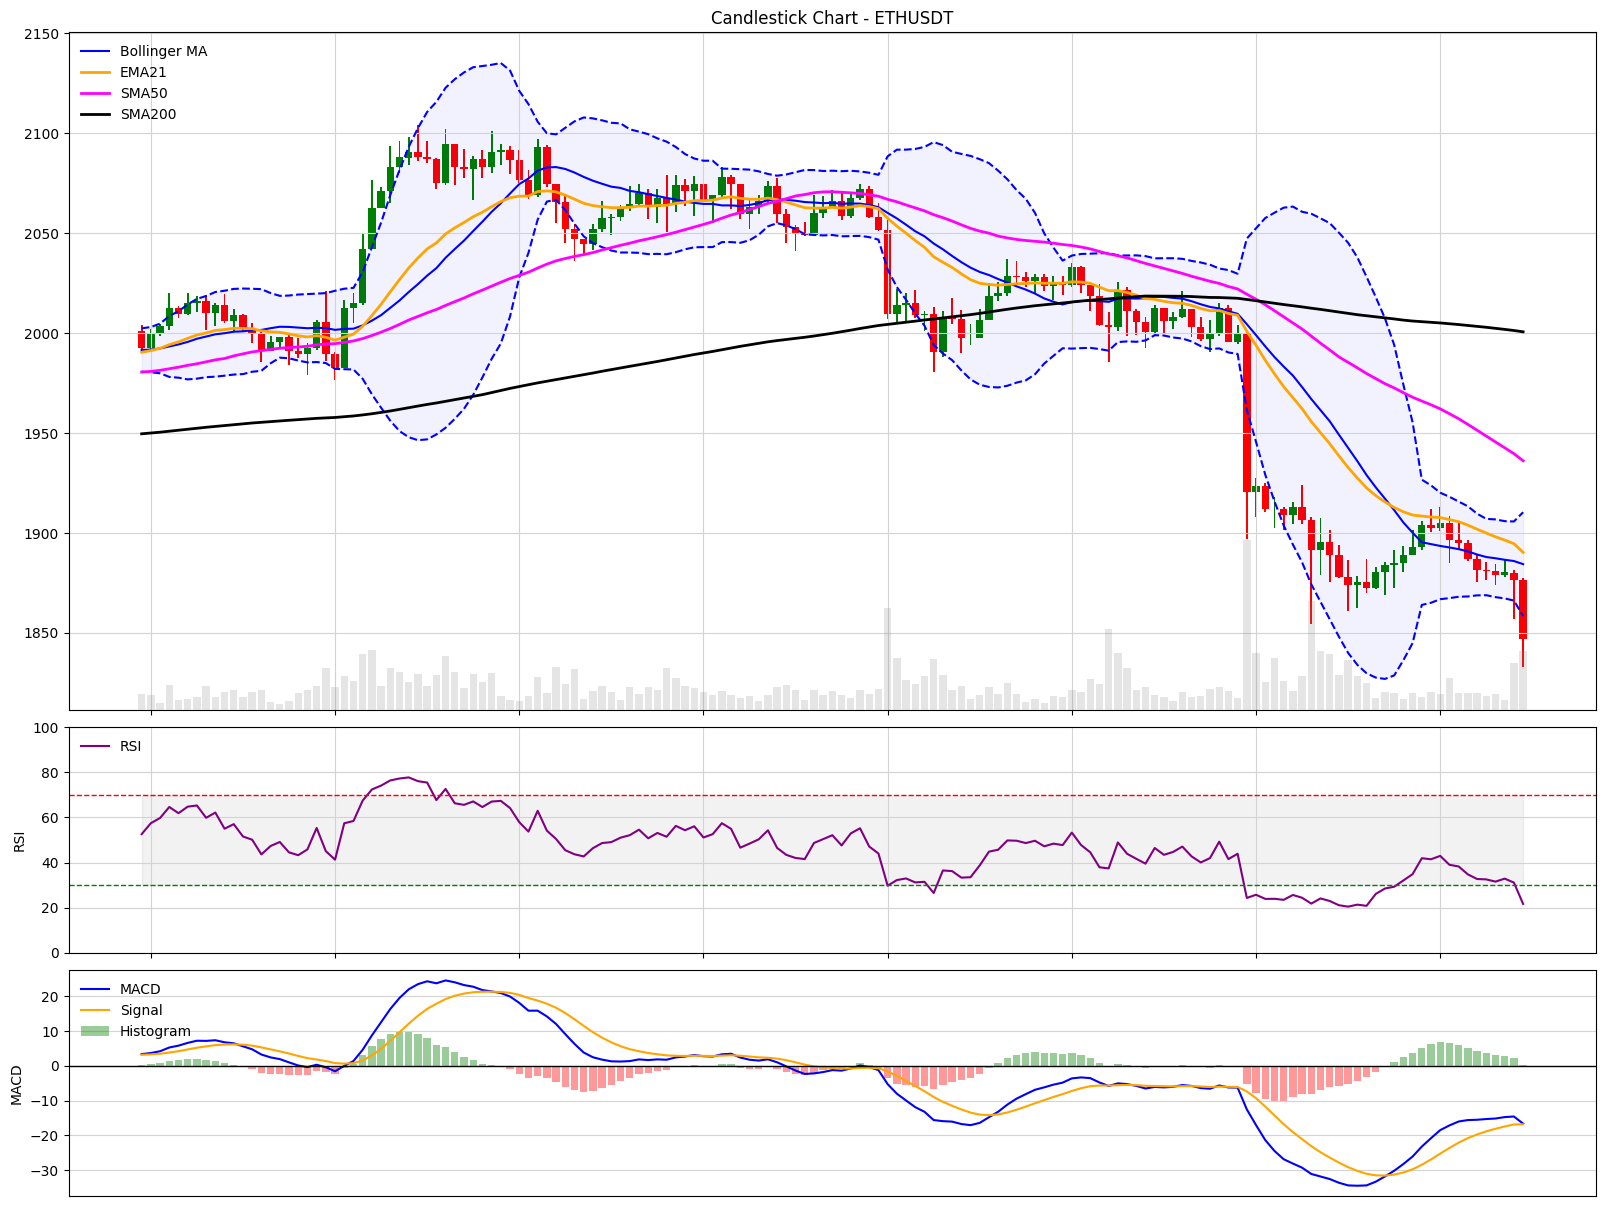 Candlestick Chart - ETHUSDT
2150
2100
2050
2000
1950
1900
1850
Bollinger MA
EMA21
SMA50
SMA200
100
80
60
40
20
0
RSI
RSI
20
10
0
−10
−20
−30
MACD
MACD
Signal
Histogram